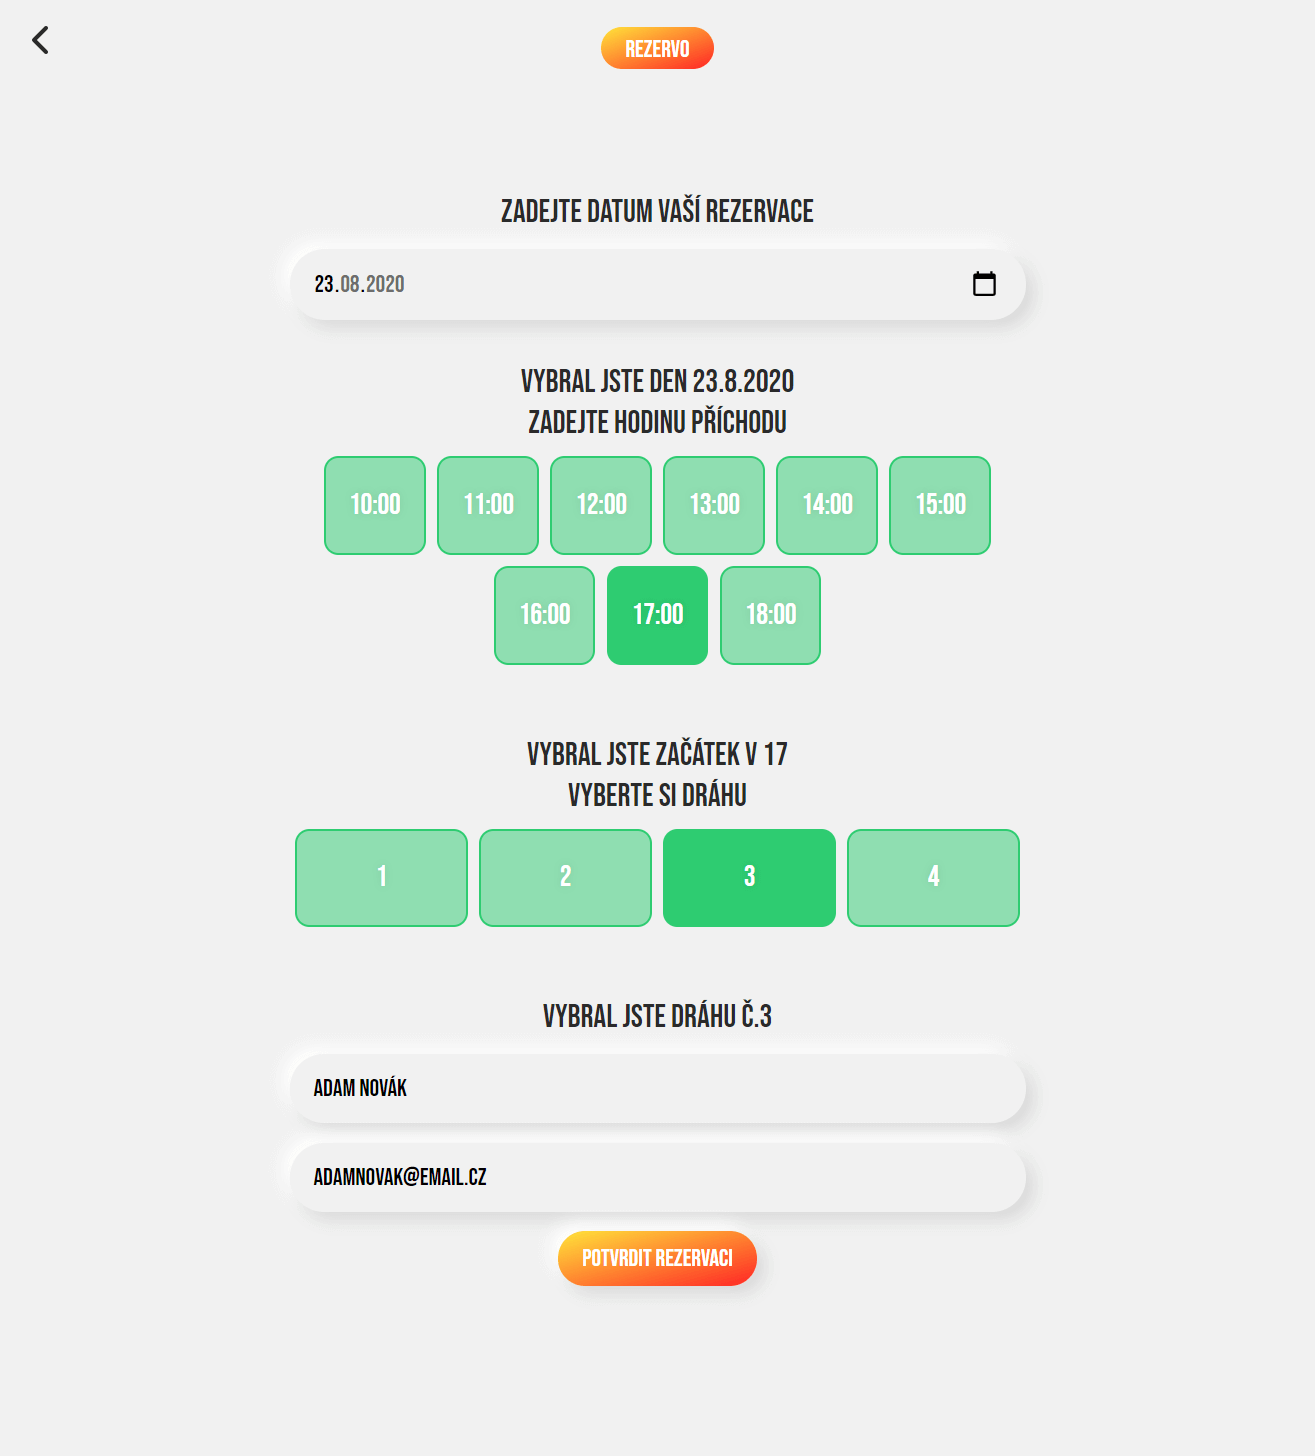 REZERVO
ZADEJTE DATUM VAŠÍ REZERVACE
23.08.2020
VYBRAL JSTE DEN 23.8.2020
ZADEJTE HODINU PŘÍCHODU
10:00 11:00 12:00 13:00 14:00 15:00
16:00 17:00 18:00
VYBRAL JSTE ZAČÁTEK V 17
VYBERTE SI DRÁHU
1 2 3 4
VYBRAL JSTE DRÁHU Č.3
ADAM NOVÁK
ADAMNOVAK@EMAIL.CZ
POTVRDIT REZERVACI